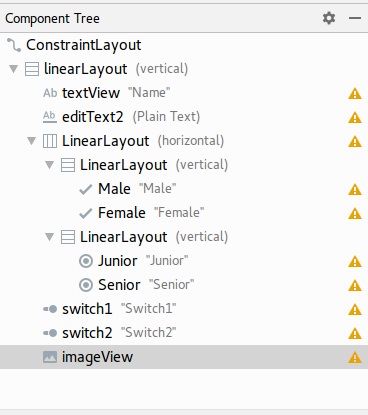 Component Tree
ConstraintLayout
linearLayout (vertical)
Ab textView "Name"
Ab editText2 (Plain Text)
LinearLayout (horizontal)
LinearLayout (vertical)
Male "Male"
Female "Female"
LinearLayout (vertical)
Junior "Junior"
Senior "Senior"
switch1 "Switch1"
switch2 "Switch2"
imageView